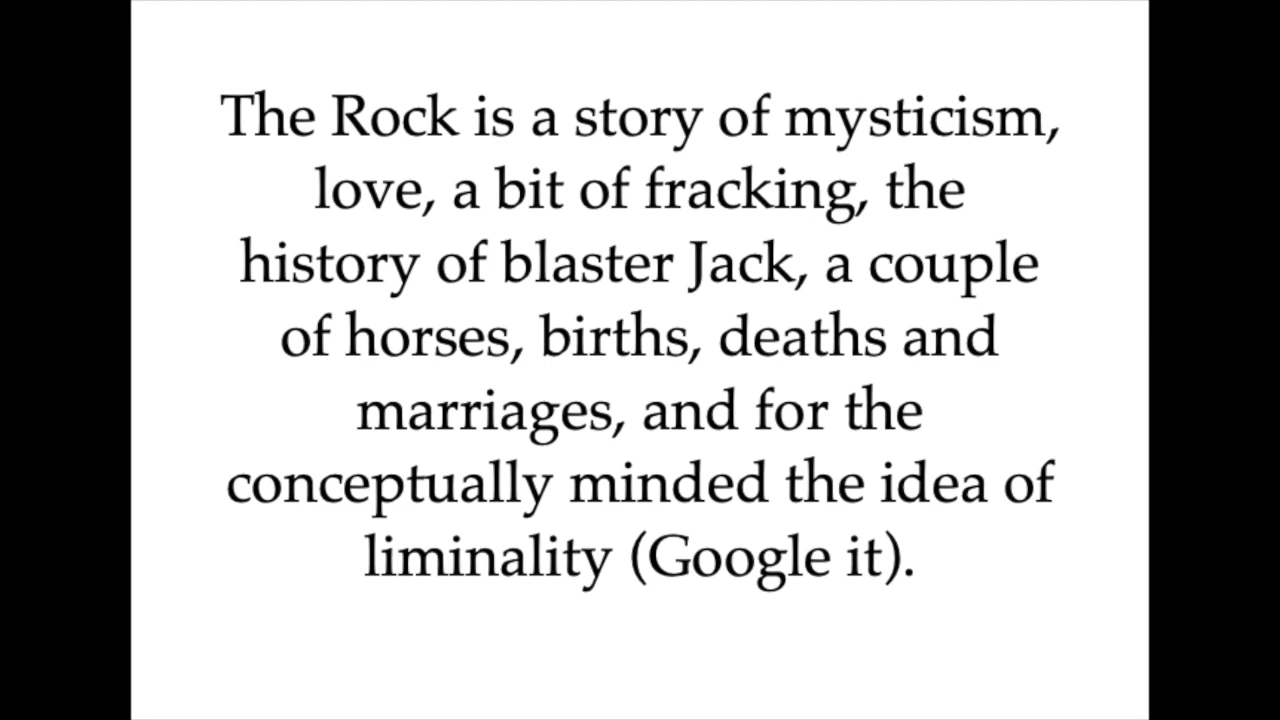 The Rock is a story of mysticism,
love, a bit of fracking, the
history of blaster Jack, a couple
of horses, births, deaths and
marriages, and for the
conceptually minded the idea of
liminality (Google it).